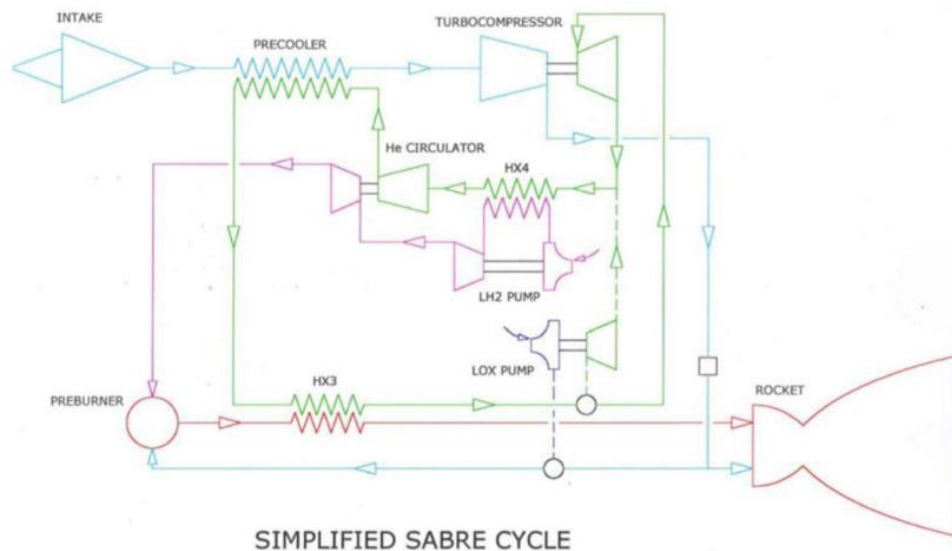 INTAKE
PRECOOLER
TURBOCOMPRESSOR
He CIRCULATOR
HX4
LH2 PUMP
LOX PUMP
HX3
PREBURNER
ROCKET
SIMPLIFIED SABRE CYCLE